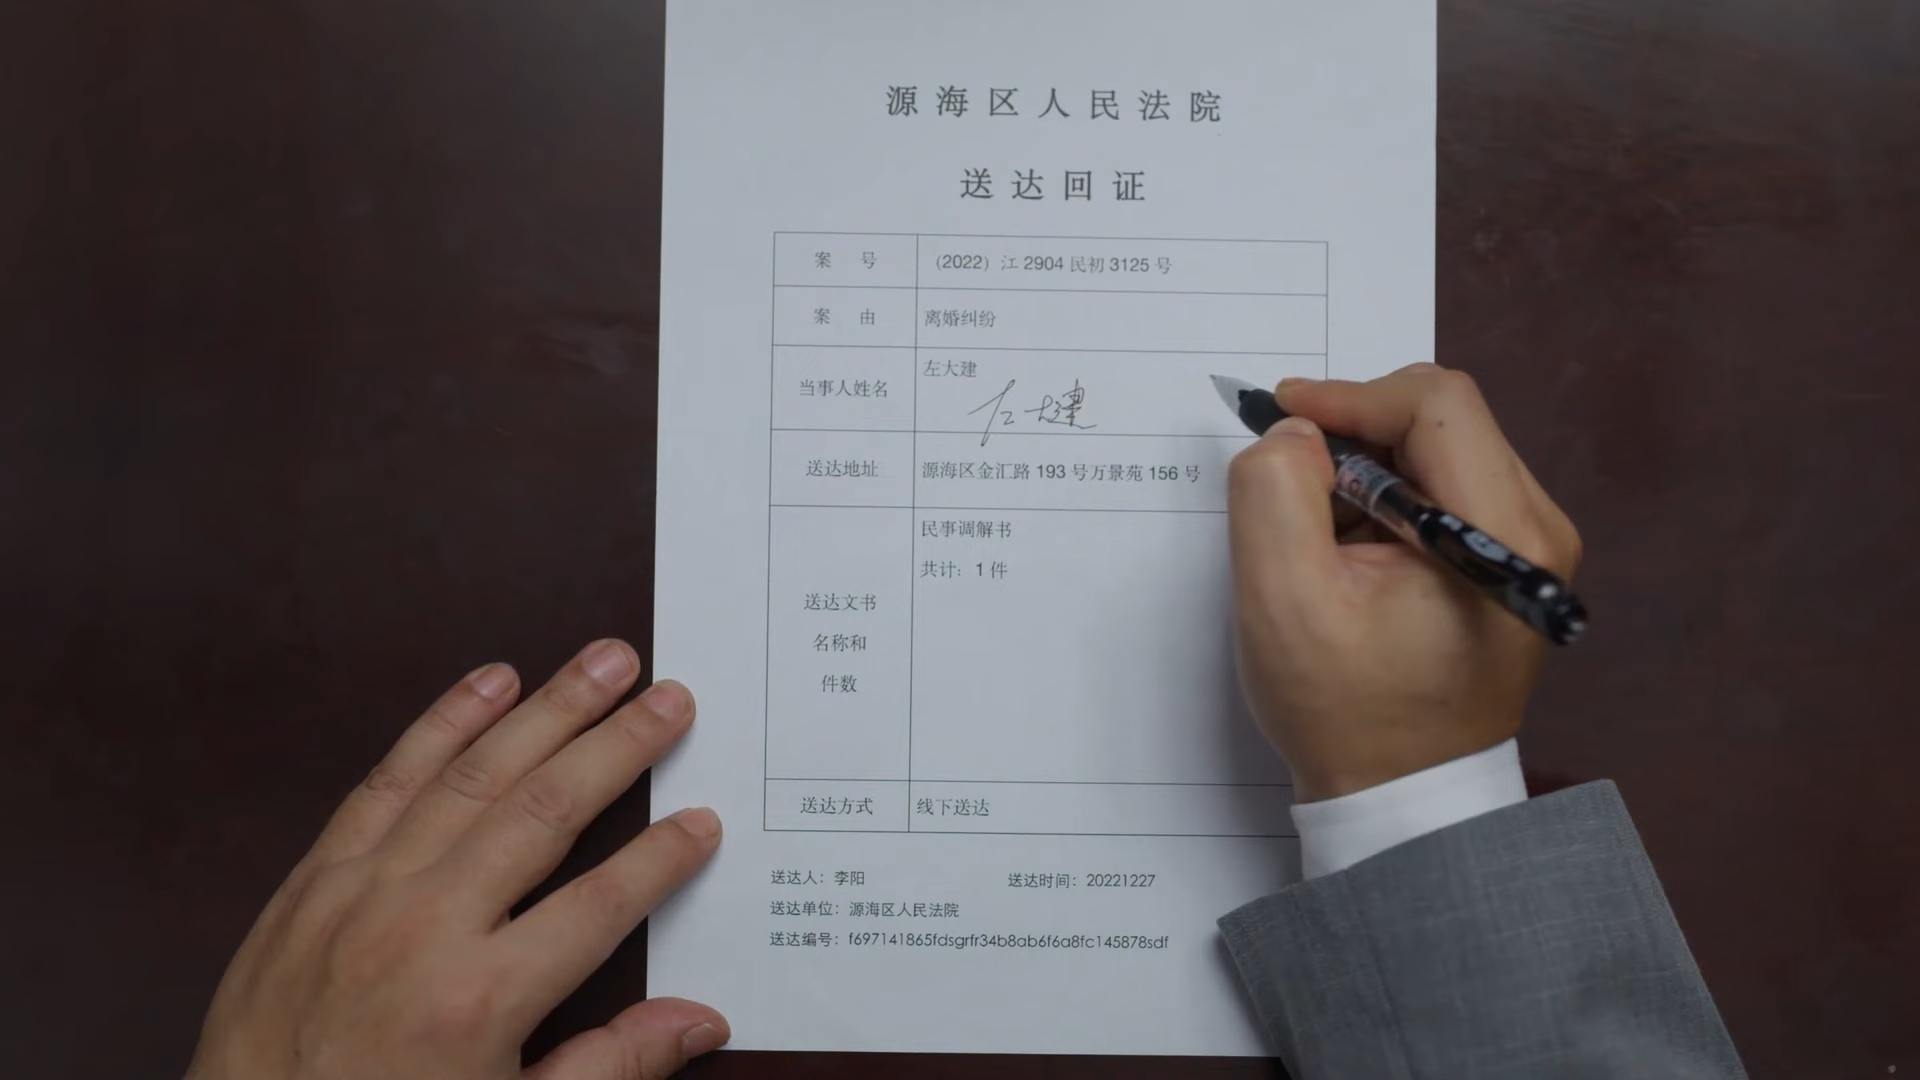 源海区人民法院
送达回证
案 号 (2022) 江 2904 民初 3125 号
案 由 离婚纠纷
当事人姓名 左大建
左大建
送达地址 源海区金汇路 193 号万景苑 156 号
送达文书
名称和
件数
民事调解书
共计: 1 件
送达方式 线下送达
送达人: 李阳 送达时间: 20221227
送达单位: 源海区人民法院
送达编号: f697141865fdsgrfr34b8ab6f6a8fc145878sdf